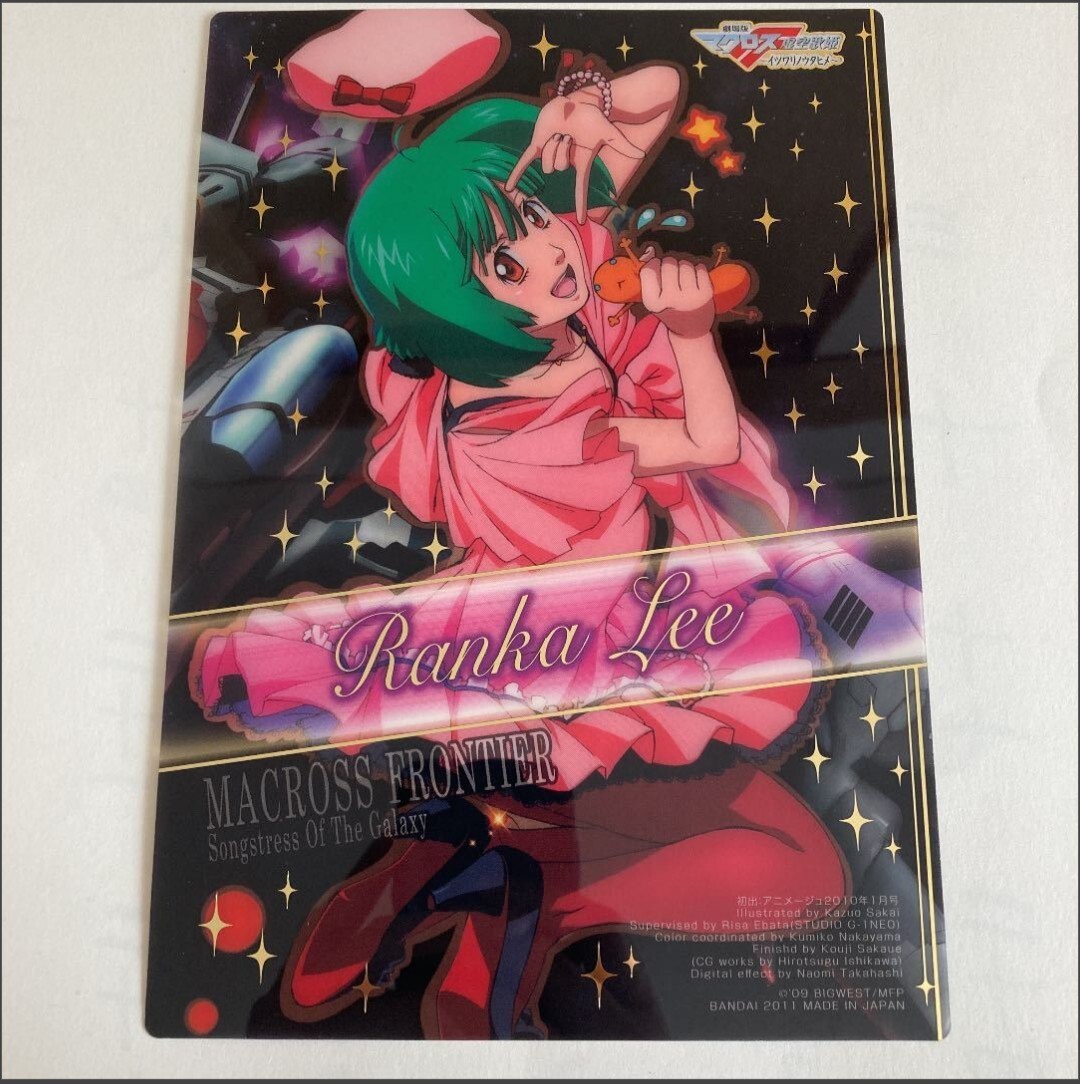 劇場版
マクロスF 虚空歌姫
～イツワリノウタヒメ～
Ranka Lee
MACROSS FRONTIER
Songstress Of The Galaxy
初出:アニメージュ2010年1月号
Illustrated by Kazuo Sakai
Supervised by Risa Ebata(STUDIO G-1NEO)
Color coordinated by Kumiko Nakayama
Finishd by Kouji Sakaue
(CG works by Hirotsugu Ishikawa)
Digital effect by Naomi Takahashi
©'09 BIGWEST/MFP
BANDAI 2011 MADE IN JAPAN